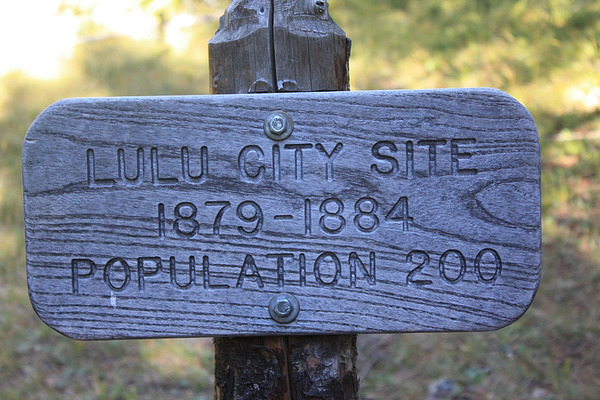 LULU CITY SITE
1879-1884
POPULATION 200